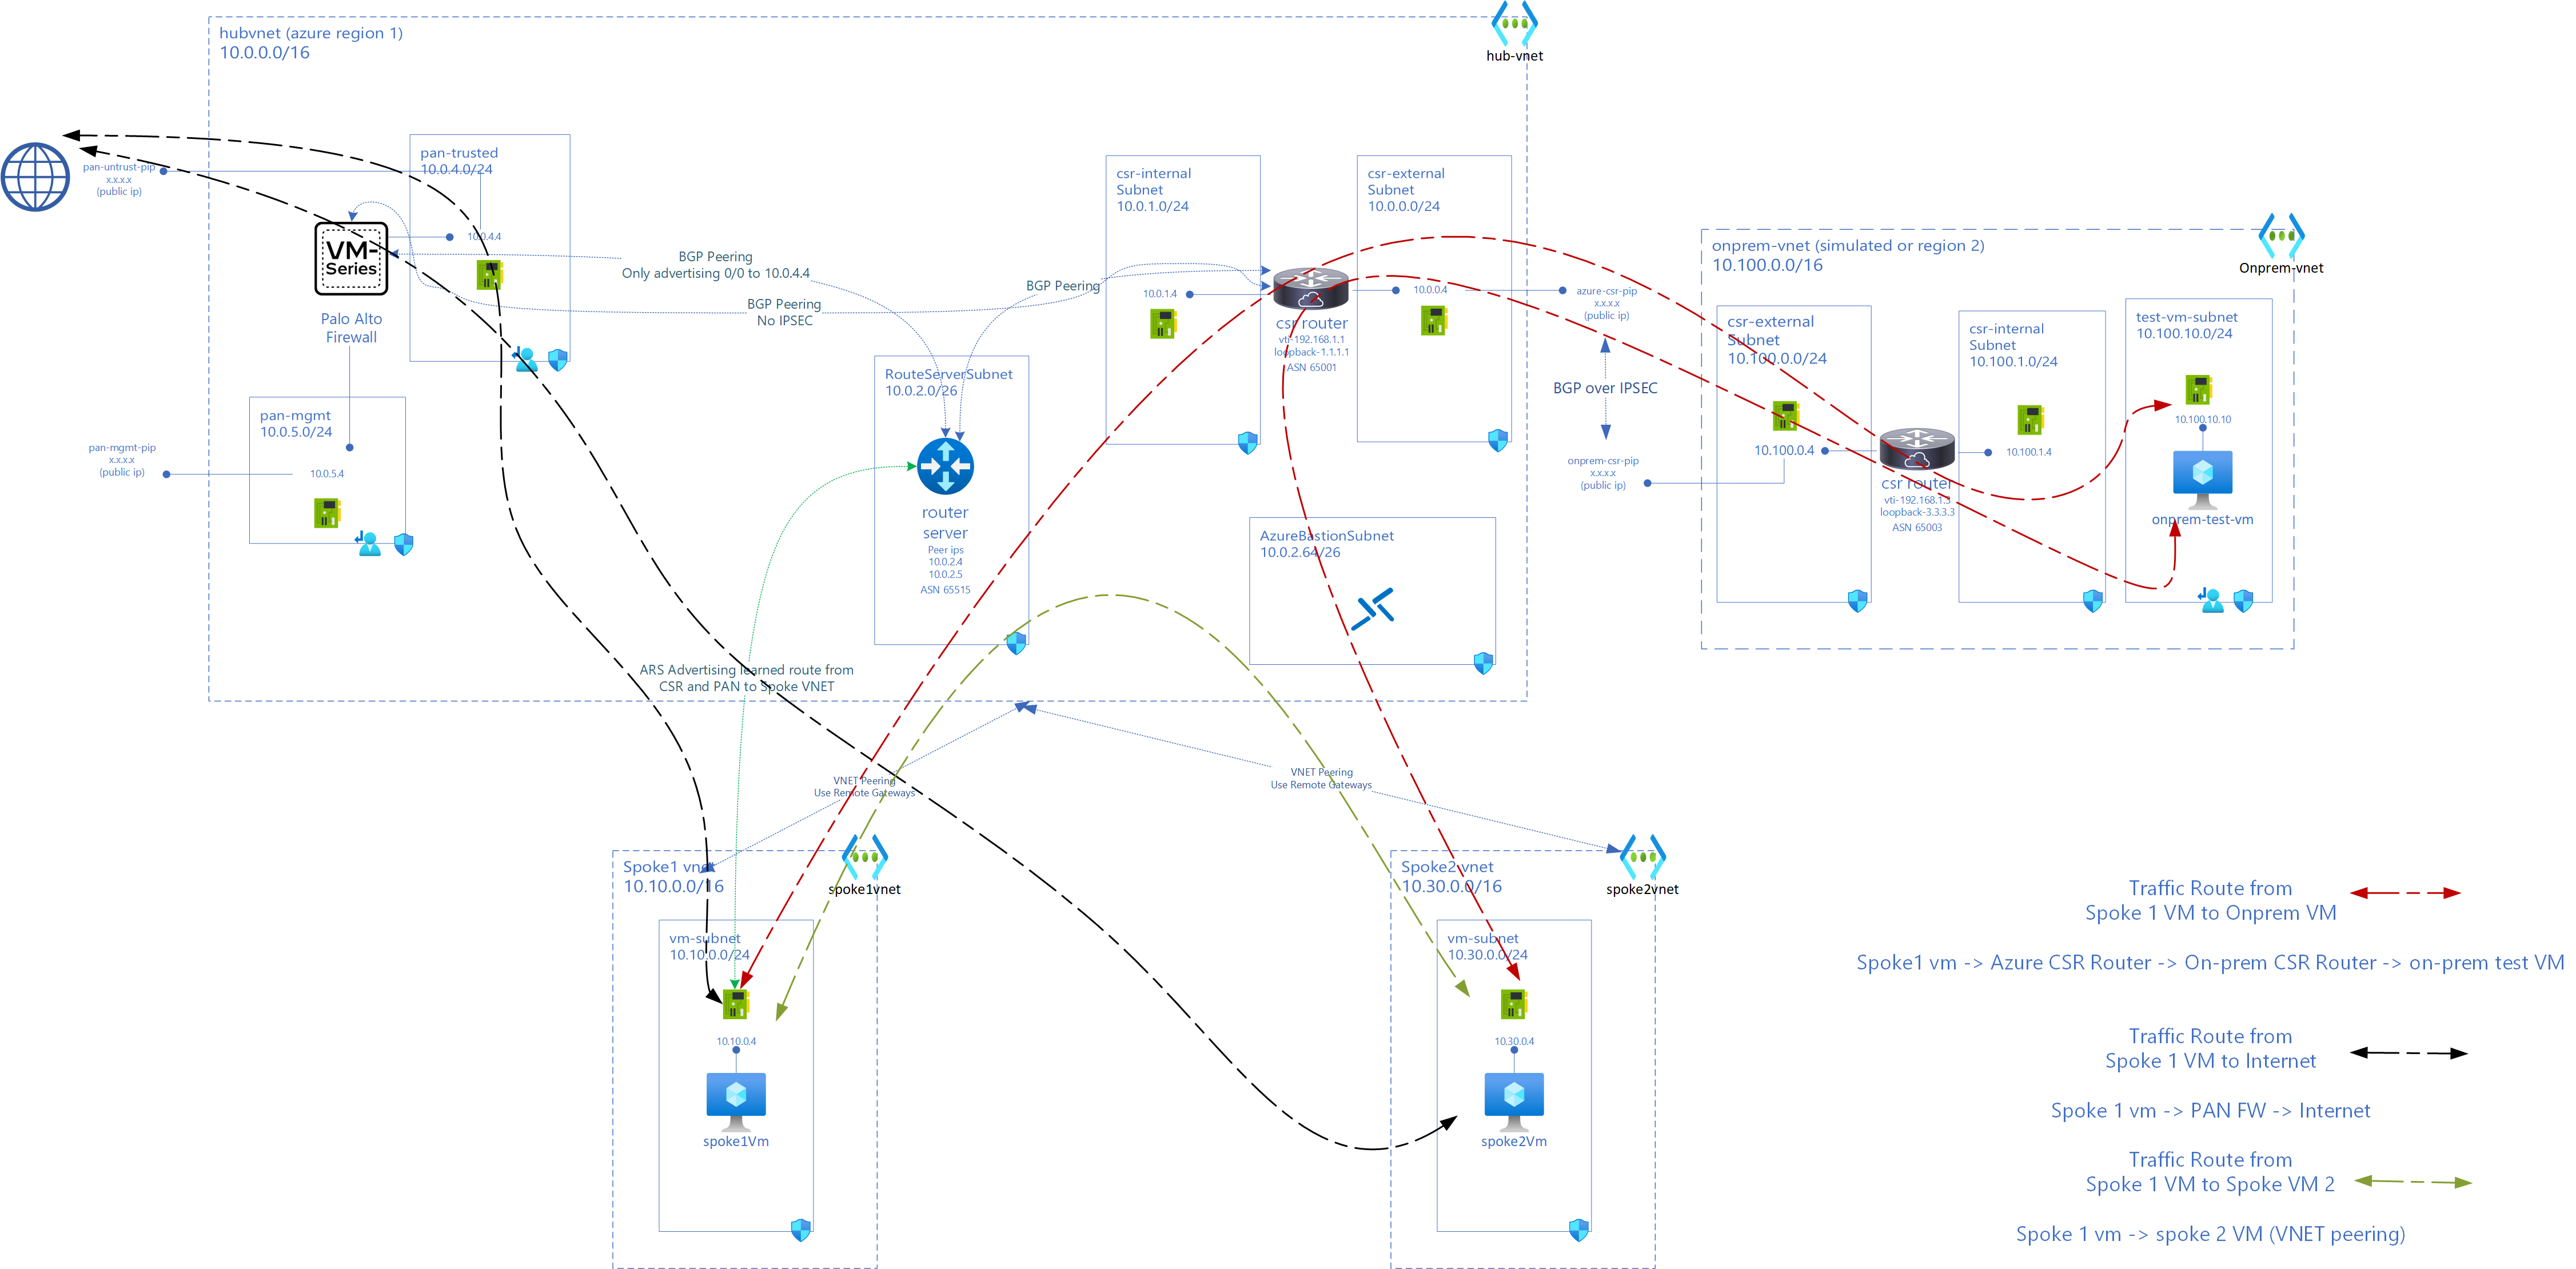 hubvnet (azure region 1)
10.0.0.0/16
hub-vnet
pan-untrust-pip
x.x.x.x
(public ip)
pan-trusted
10.0.4.0/24
10.0.4.4
VM-
Series
Palo Alto
Firewall
pan-mgmt
10.0.5.0/24
10.0.5.4
pan-mgmt-pip
x.x.x.x
(public ip)
BGP Peering
Only advertising 0/0 to 10.0.4.4
BGP Peering
No IPSEC
BGP Peering
RouteServerSubnet
10.0.2.0/26
router
server
Peer ips
10.0.2.4
10.0.2.5
ASN 65515
csr-internal
Subnet
10.0.1.0/24
10.0.1.4
csr-external
Subnet
10.0.0.0/24
10.0.0.4
csr router
vti-192.168.1.1
loopback-1.1.1.1
ASN 65001
azure-csr-pip
x.x.x.x
(public ip)
BGP over IPSEC
onprem-csr-pip
x.x.x.x
(public ip)
AzureBastionSubnet
10.0.2.64/26
onprem-vnet (simulated or region 2)
10.100.0.0/16
Onprem-vnet
csr-external
Subnet
10.100.0.0/24
10.100.0.4
csr router
vti-192.168.1.3
loopback-3.3.3.3
ASN 65003
csr-internal
Subnet
10.100.1.0/24
10.100.1.4
test-vm-subnet
10.100.10.0/24
10.100.10.10
onprem-test-vm
ARS Advertising learned route from
CSR and PAN to Spoke VNET
VNET Peering
Use Remote Gateways
VNET Peering
Use Remote Gateways
Spoke1 vnet
10.10.0.0/16
spoke1vnet
vm-subnet
10.10.0.0/24
10.10.0.4
spoke1Vm
Spoke2 vnet
10.30.0.0/16
spoke2vnet
vm-subnet
10.30.0.0/24
10.30.0.4
spoke2Vm
Traffic Route from
Spoke 1 VM to Onprem VM
Spoke1 vm -> Azure CSR Router -> On-prem CSR Router -> on-prem test VM
Traffic Route from
Spoke 1 VM to Internet
Spoke 1 vm -> PAN FW -> Internet
Traffic Route from
Spoke 1 VM to Spoke VM 2
Spoke 1 vm -> spoke 2 VM (VNET peering)